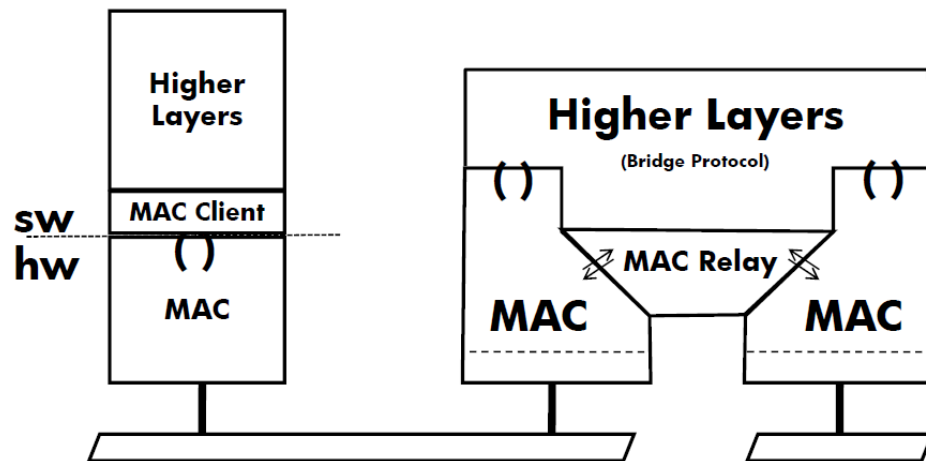 Higher
Layers
MAC Client
sw
hw
( )
MAC
Higher Layers
(Bridge Protocol)
( )
( )
MAC Relay
MAC
MAC